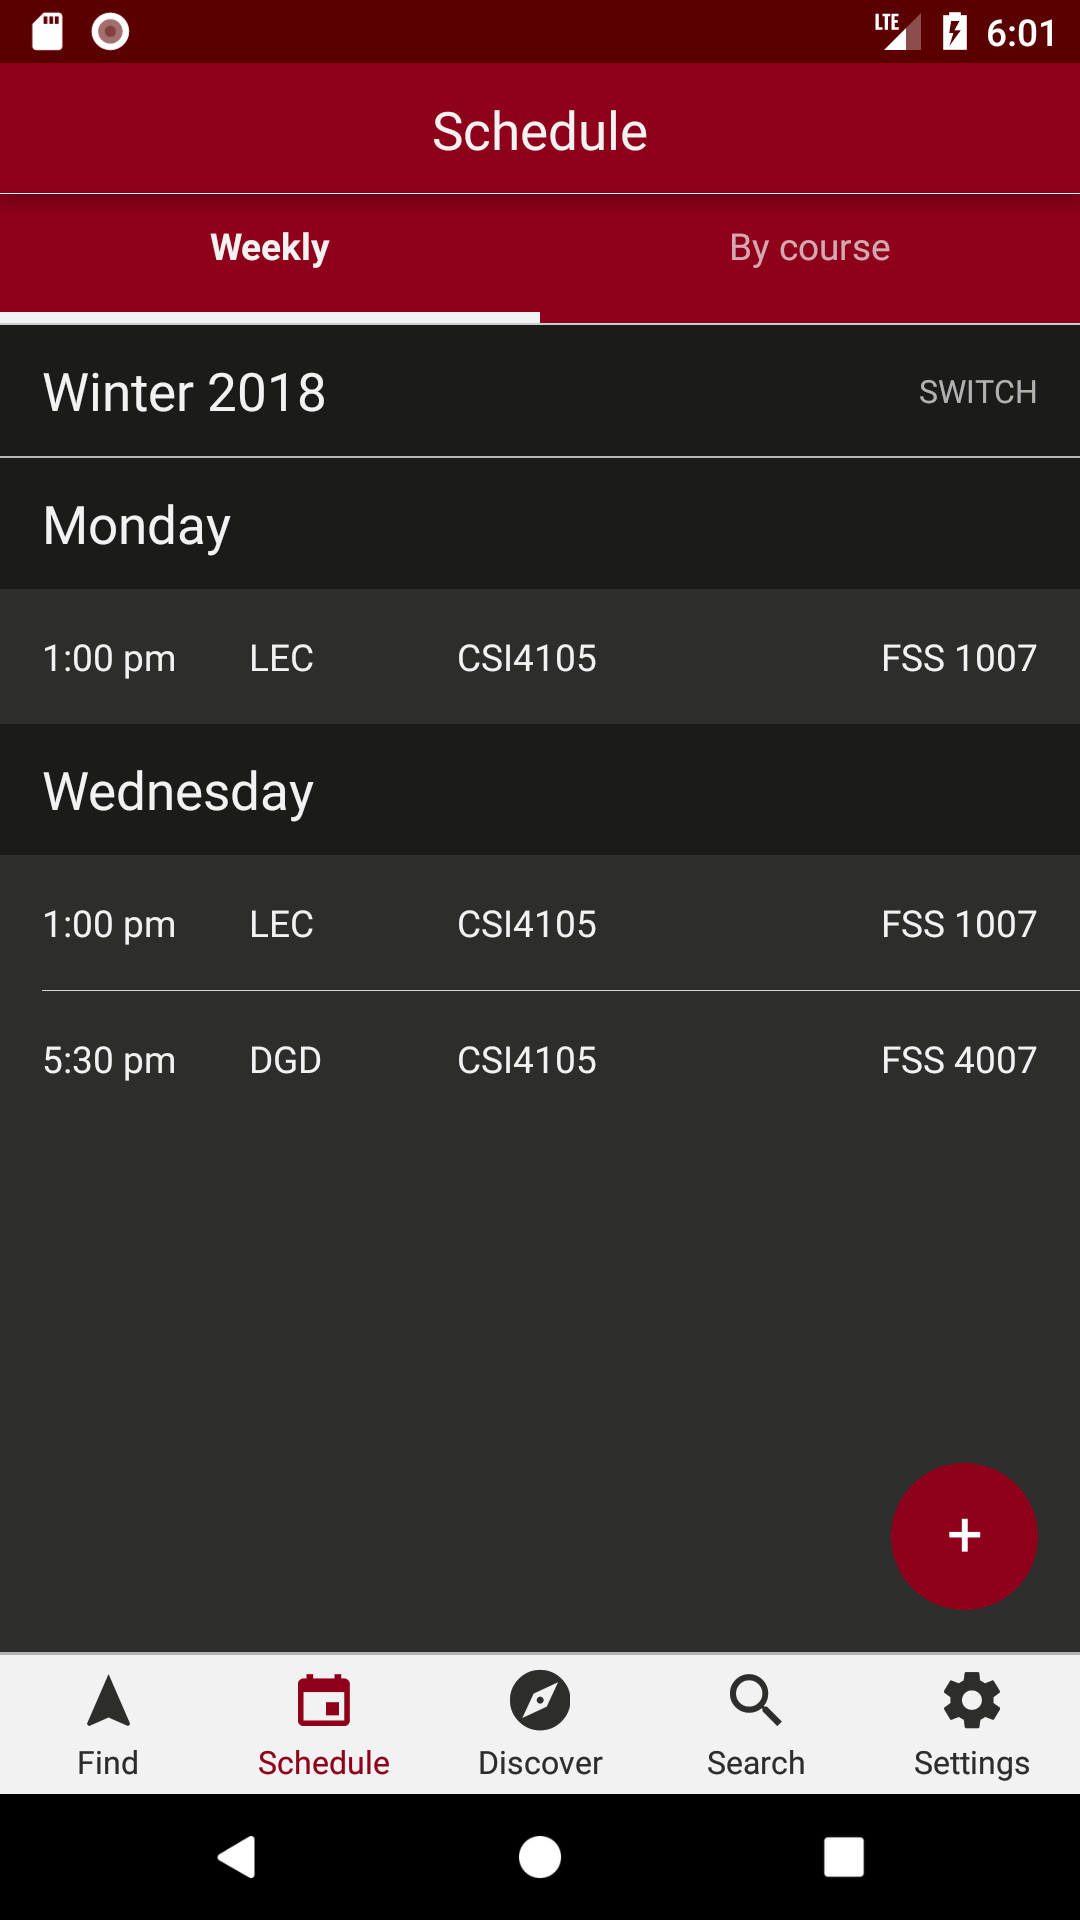 LTE 6:01
Schedule
Weekly By course
Winter 2018 SWITCH
Monday
1:00 pm LEC CSI4105 FSS 1007
Wednesday
1:00 pm LEC CSI4105 FSS 1007
5:30 pm DGD CSI4105 FSS 4007
+
Find Schedule Discover Search Settings